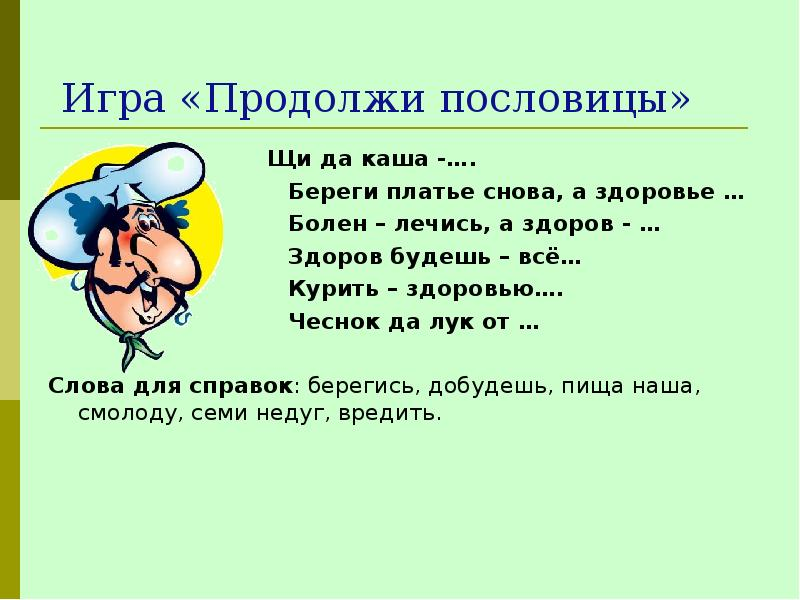 Игра «Продолжи пословицы»
Щи да каша -….
Береги платье снова, а здоровье …
Болен – лечись, а здоров - …
Здоров будешь – всё…
Курить – здоровью….
Чеснок да лук от …
Слова для справок: берегись, добудешь, пища наша,
смолоду, семи недуг, вредить.